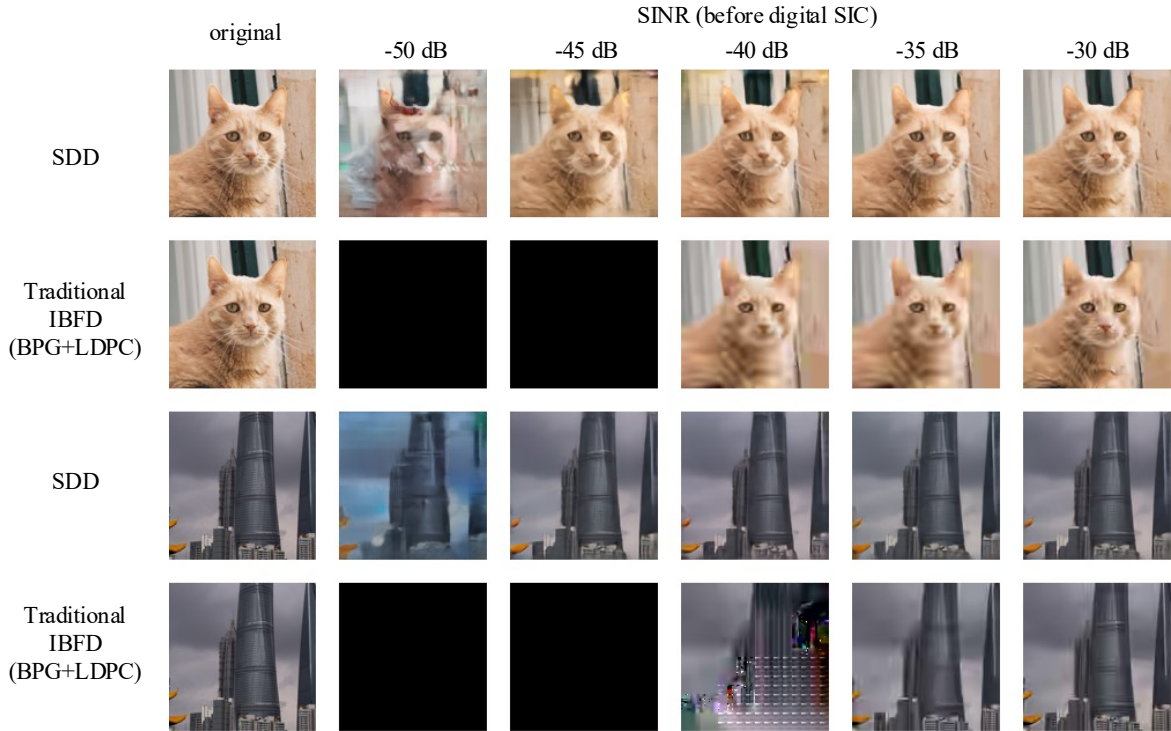 SINR (before digital SIC)
original
-50 dB
-45 dB
-40 dB
-35 dB
-30 dB
SDD
Traditional
IBFD
(BPG+LDPC)
SDD
Traditional
IBFD
(BPG+LDPC)